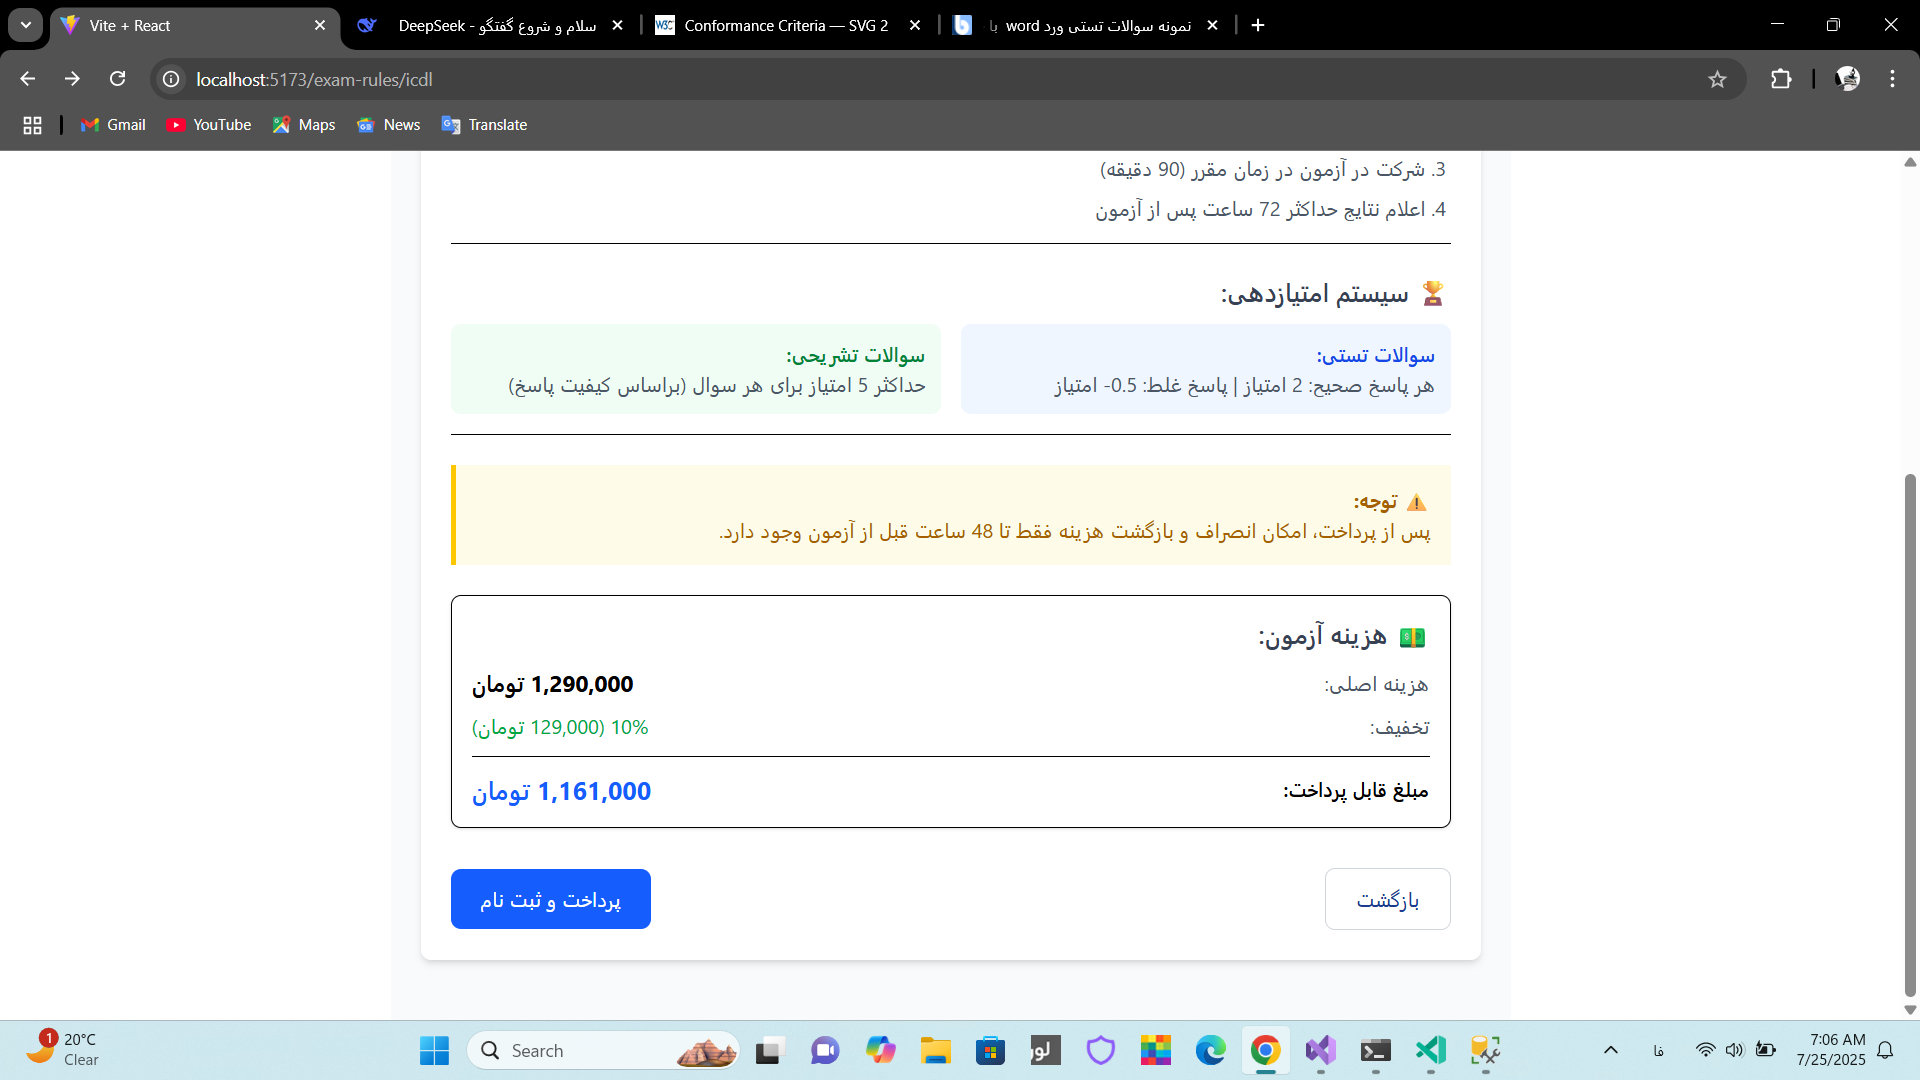 Vite + React
سلام و شروع گفتگو - DeepSeek
Conformance Criteria — SVG 2
نمونه سوالات تستی ورد word با
localhost:5173/exam-rules/icdl
Gmail
YouTube
Maps
News
Translate
3. شرکت در آزمون در زمان مقرر (90 دقیقه)
4. اعلام نتایج حداکثر 72 ساعت پس از آزمون
🏆 سیستم امتیازدهی:
سوالات تستی:
هر پاسخ صحیح: 2 امتیاز | پاسخ غلط: 0.5- امتیاز
سوالات تشریحی:
حداکثر 5 امتیاز برای هر سوال (براساس کیفیت پاسخ)
⚠️ توجه:
پس از پرداخت، امکان انصراف و بازگشت هزینه فقط تا 48 ساعت قبل از آزمون وجود دارد.
💵 هزینه آزمون:
هزینه اصلی:
1,290,000 تومان
تخفیف:
10% (129,000 تومان)
مبلغ قابل پرداخت:
1,161,000 تومان
بازگشت
پرداخت و ثبت نام
1
20°C
Clear
Search
لور
فا
7:06 AM
7/25/2025